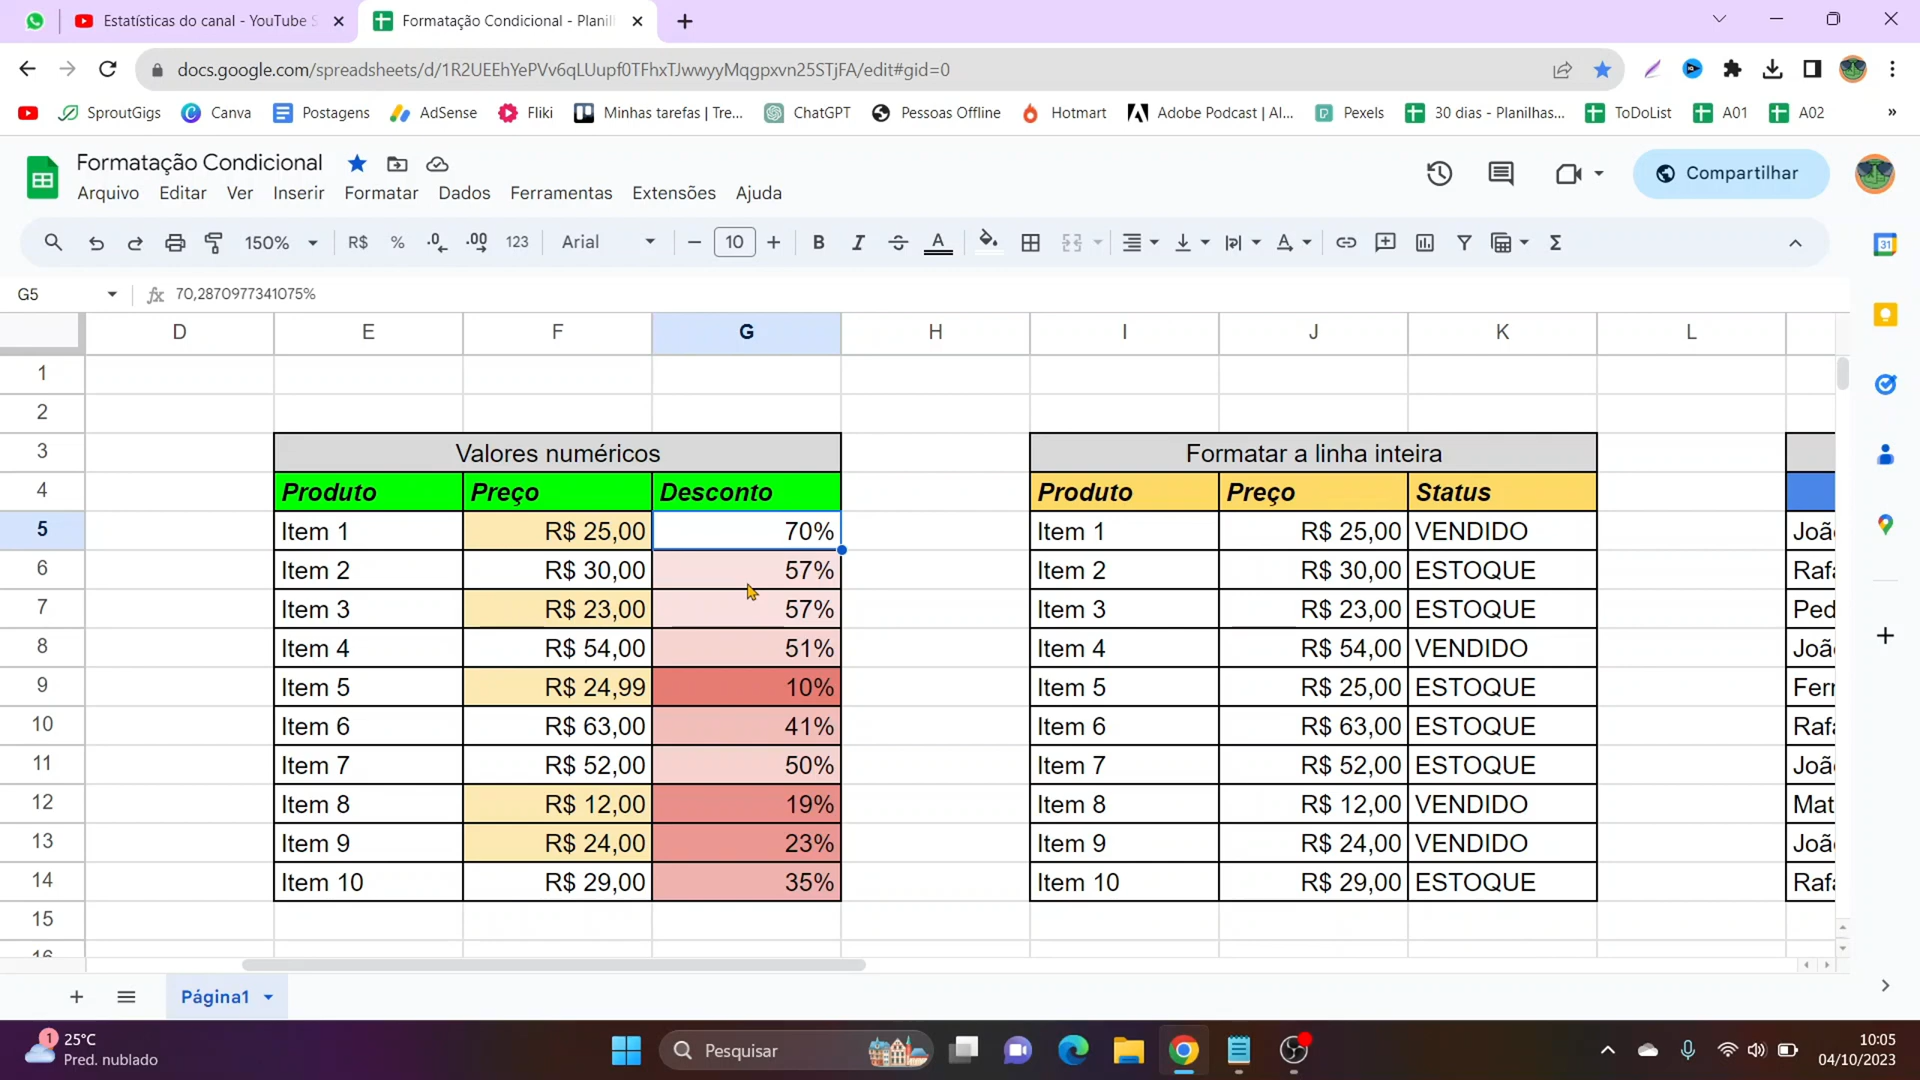 Estatísticas do canal - YouTube S
Formatação Condicional - Planil
docs.google.com/spreadsheets/d/1R2UEEhYePVv6qLUupf0TFhxTJwwyyMqgpxvn25STjFA/edit#gid=0
SproutGigs
Canva
Postagens
AdSense
Fliki
Minhas tarefas | Tre...
ChatGPT
Pessoas Offline
Hotmart
Adobe Podcast | AI...
Pexels
30 dias - Planilhas...
ToDoList
A01
A02
»
Formatação Condicional
Arquivo Editar Ver Inserir Formatar Dados Ferramentas Extensões Ajuda
Compartilhar
150% R$ % .0 .00 123 Arial 10 B I S A
G5 fx 70,2870977341075%
D E F G H I J K L
1
2
3 Valores numéricos Formatar a linha inteira
4 Produto Preço Desconto Produto Preço Status
5 Item 1 R$ 25,00 70% Item 1 R$ 25,00 VENDIDO Joã
6 Item 2 R$ 30,00 57% Item 2 R$ 30,00 ESTOQUE Rafa
7 Item 3 R$ 23,00 57% Item 3 R$ 23,00 ESTOQUE Ped
8 Item 4 R$ 54,00 51% Item 4 R$ 54,00 VENDIDO Joã
9 Item 5 R$ 24,99 10% Item 5 R$ 25,00 ESTOQUE Fer
10 Item 6 R$ 63,00 41% Item 6 R$ 63,00 ESTOQUE Rafa
11 Item 7 R$ 52,00 50% Item 7 R$ 52,00 ESTOQUE Joã
12 Item 8 R$ 12,00 19% Item 8 R$ 12,00 VENDIDO Mat
13 Item 9 R$ 24,00 23% Item 9 R$ 24,00 VENDIDO Joã
14 Item 10 R$ 29,00 35% Item 10 R$ 29,00 ESTOQUE Rafa
15
16
Página1
1
25°C
Pred. nublado
Pesquisar
10:05
04/10/2023
31